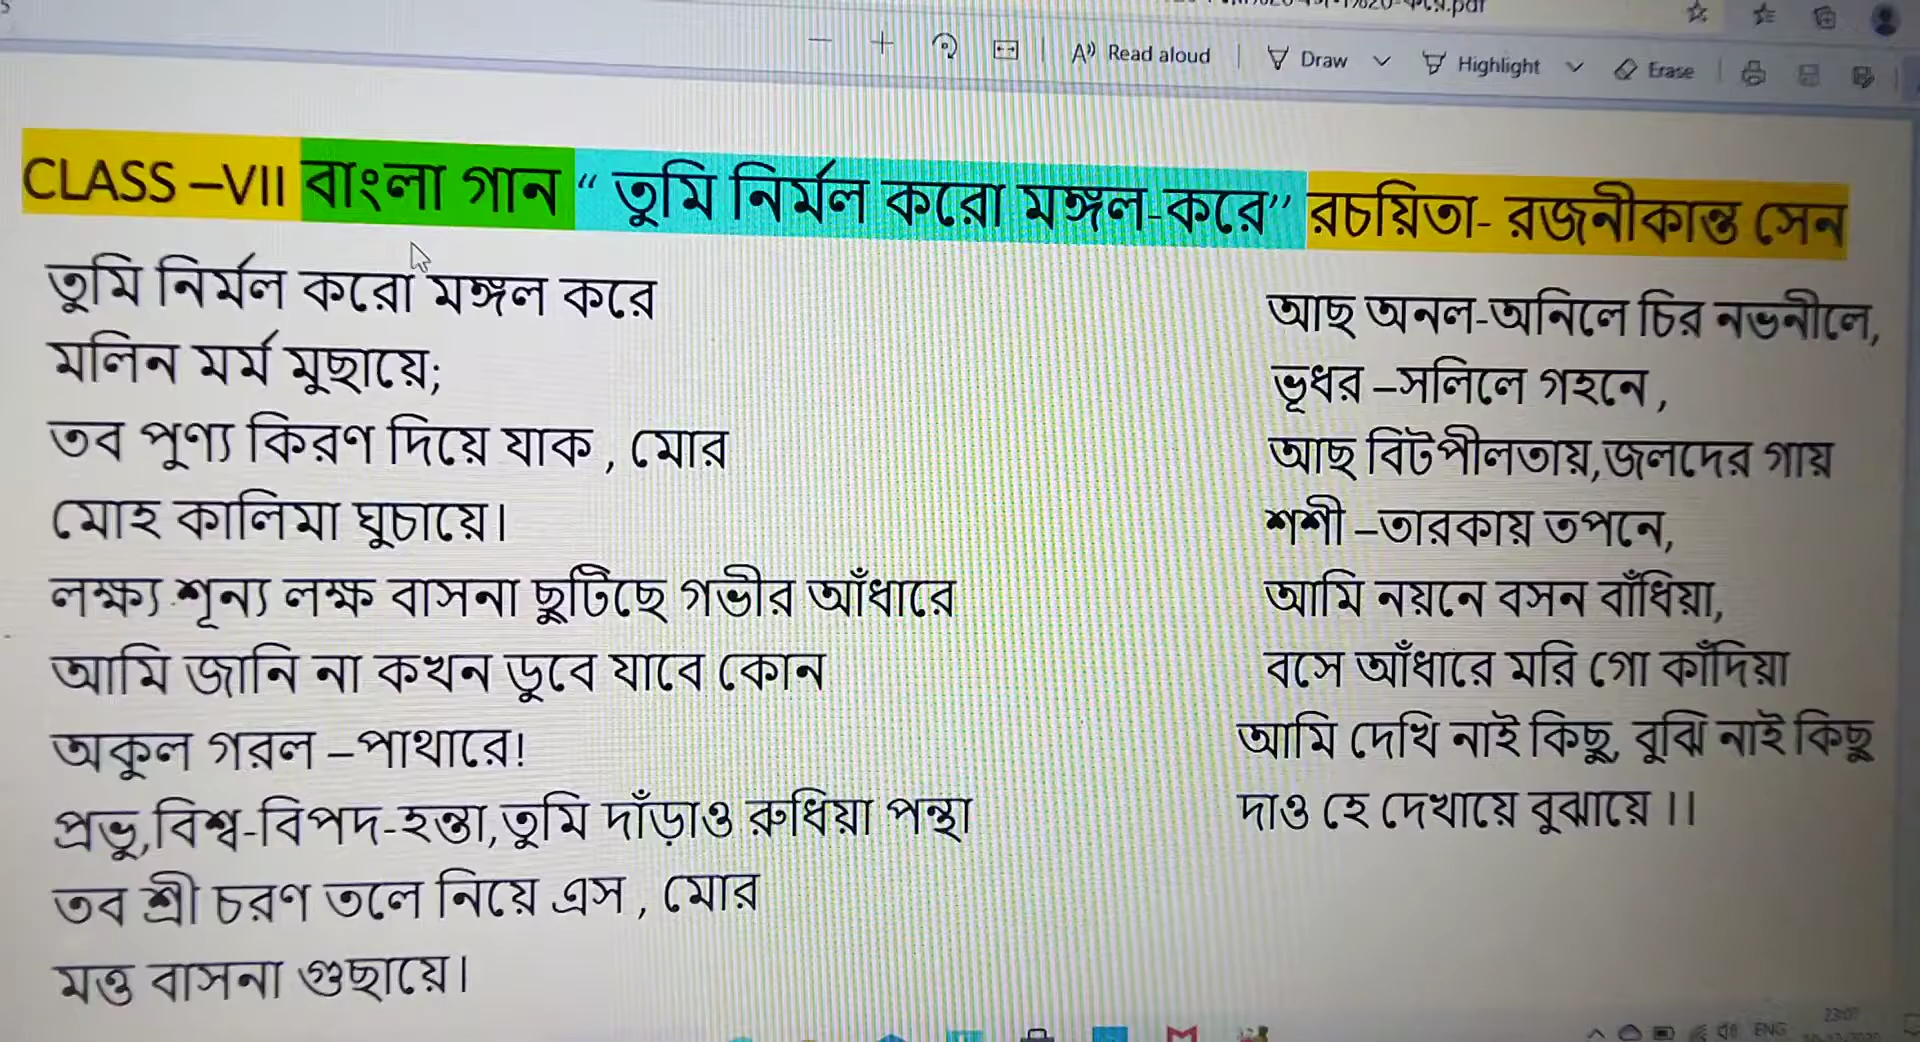 Read aloud
Draw
Highlight
Erase
CLASS –VII বাংলা গান “ তুমি নির্মল করো মঙ্গল-করে” রচয়িতা- রজনীকান্ত সেন
তুমি নির্মল করো মঙ্গল করে
মলিন মর্ম মুছায়ে;
তব পুণ্য কিরণ দিয়ে যাক , মোর
মোহ কালিমা ঘুচায়ে।
লক্ষ্য শূন্য লক্ষ বাসনা ছুটিছে গভীর আঁধারে
আমি জানি না কখন ডুবে যাবে কোন
অকুল গরল –পাথারে!
প্রভু,বিশ্ব-বিপদ-হন্তা,তুমি দাঁড়াও রুধিয়া পন্থা
তব শ্রী চরণ তলে নিয়ে এস , মোর
মত্ত বাসনা গুছায়ে।
আছ অনল-অনিলে চির নভনীলে,
ভূধর –সলিলে গহনে ,
আছ বিটপীলতায়,জলদের গায়
শশী –তারকায় তপনে,
আমি নয়নে বসন বাঁধিয়া,
বসে আঁধারে মরি গো কাঁদিয়া
আমি দেখি নাই কিছু, বুঝি নাই কিছু
দাও হে দেখায়ে বুঝায়ে ।।
ENG
23:07